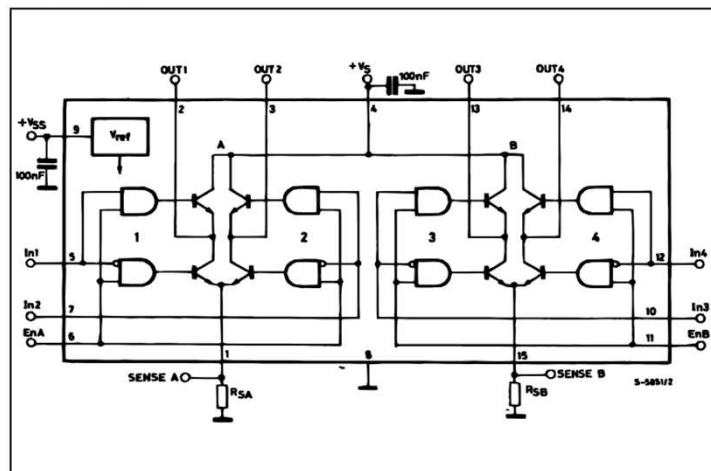 OUT1 OUT2 +VS 100nF OUT3 OUT4
2 3 4 13 14
+VSS 9 Vref
A B
100nF
1 2 3 4
In1 5 12 In4
In2 7 10 In3
EnA 6 11 EnB
1 8 15
SENSE A SENSE B S-5851/2
RSA RSB